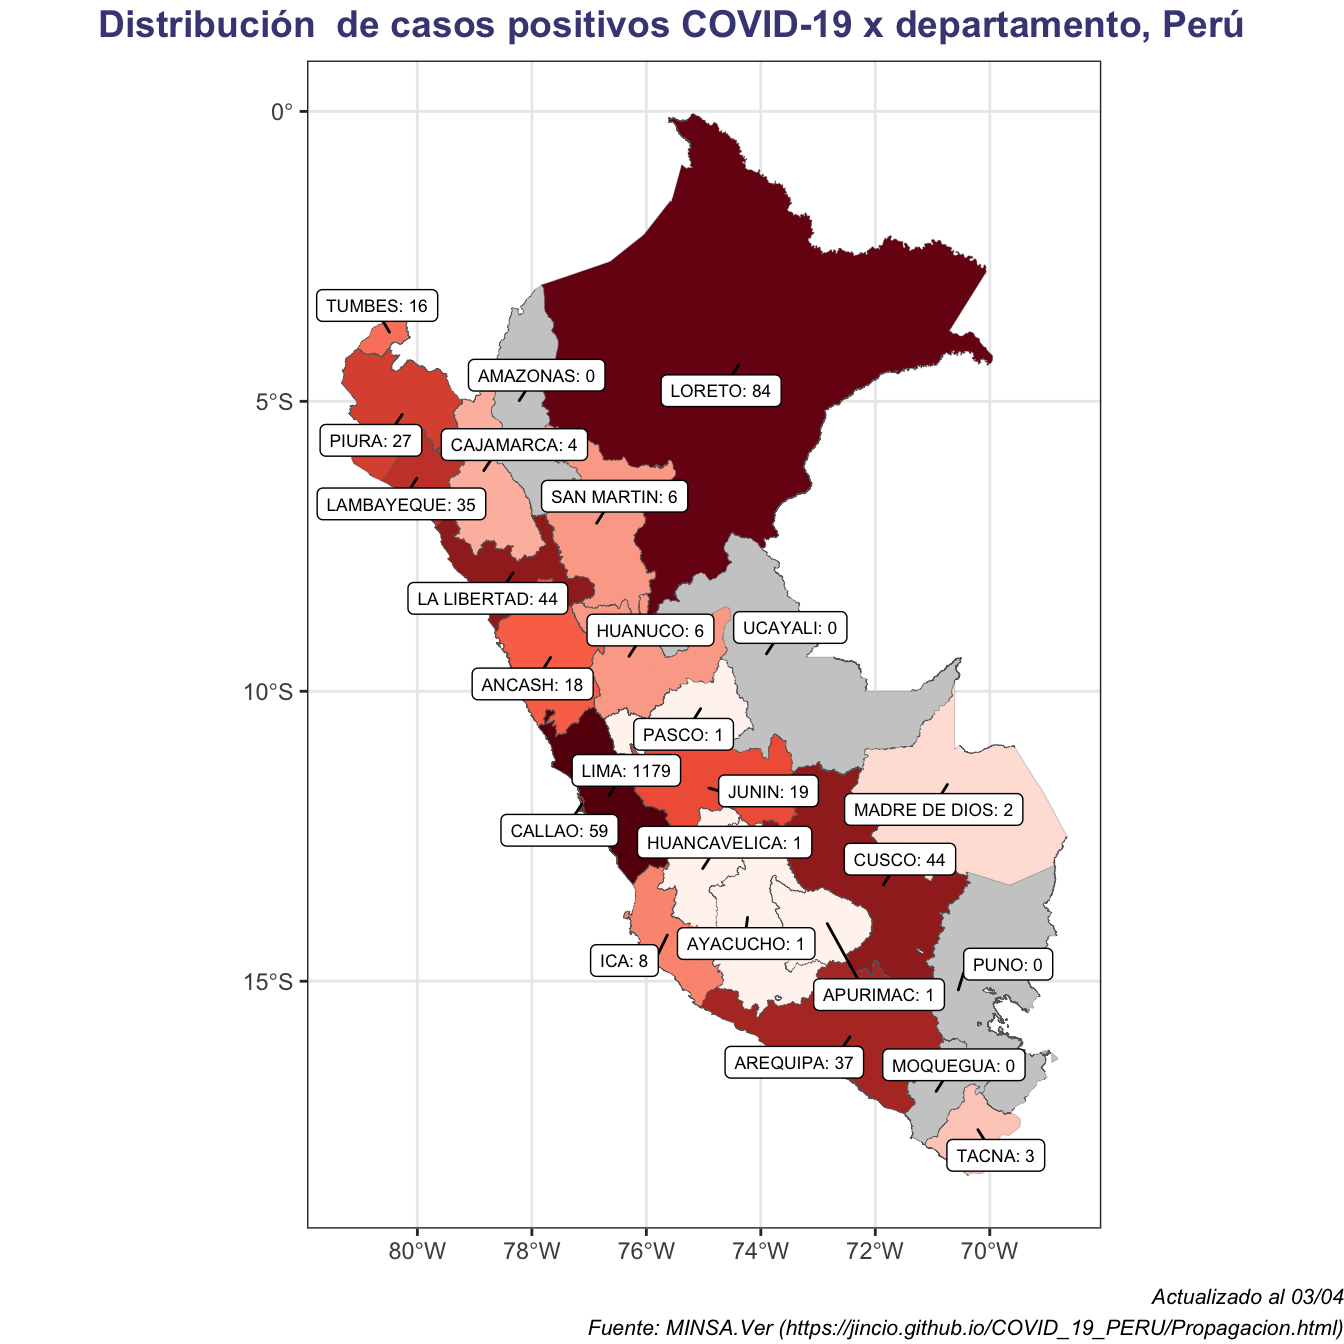 Distribución  de casos positivos COVID-19 x departamento, Perú
0°
TUMBES: 16
AMAZONAS: 0
LORETO: 84
5°S
PIURA: 27
CAJAMARCA: 4
SAN MARTIN: 6
LAMBAYEQUE: 35
LA LIBERTAD: 44
HUANUCO: 6
UCAYALI: 0
ANCASH: 18
10°S
PASCO: 1
LIMA: 1179
JUNIN: 19
MADRE DE DIOS: 2
CALLAO: 59
HUANCAVELICA: 1
CUSCO: 44
AYACUCHO: 1
ICA: 8
PUNO: 0
15°S
APURIMAC: 1
AREQUIPA: 37
MOQUEGUA: 0
TACNA: 3
80°W 78°W 76°W 74°W 72°W 70°W
Actualizado al 03/04
Fuente: MINSA.Ver (https://jincio.github.io/COVID_19_PERU/Propagacion.html)